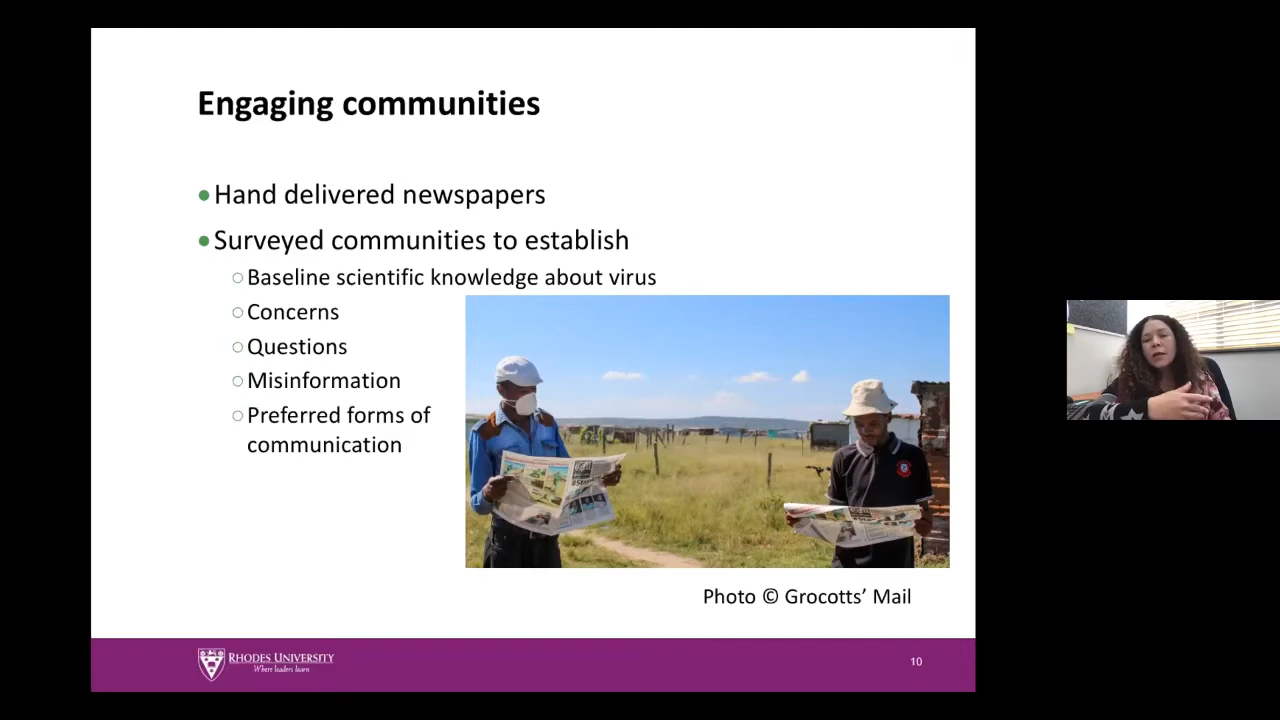 Engaging communities
Hand delivered newspapers
Surveyed communities to establish
Baseline scientific knowledge about virus
Concerns
Questions
Misinformation
Preferred forms of
communication
Photo © Grocotts’ Mail
RHODES UNIVERSITY
Where leaders learn
10